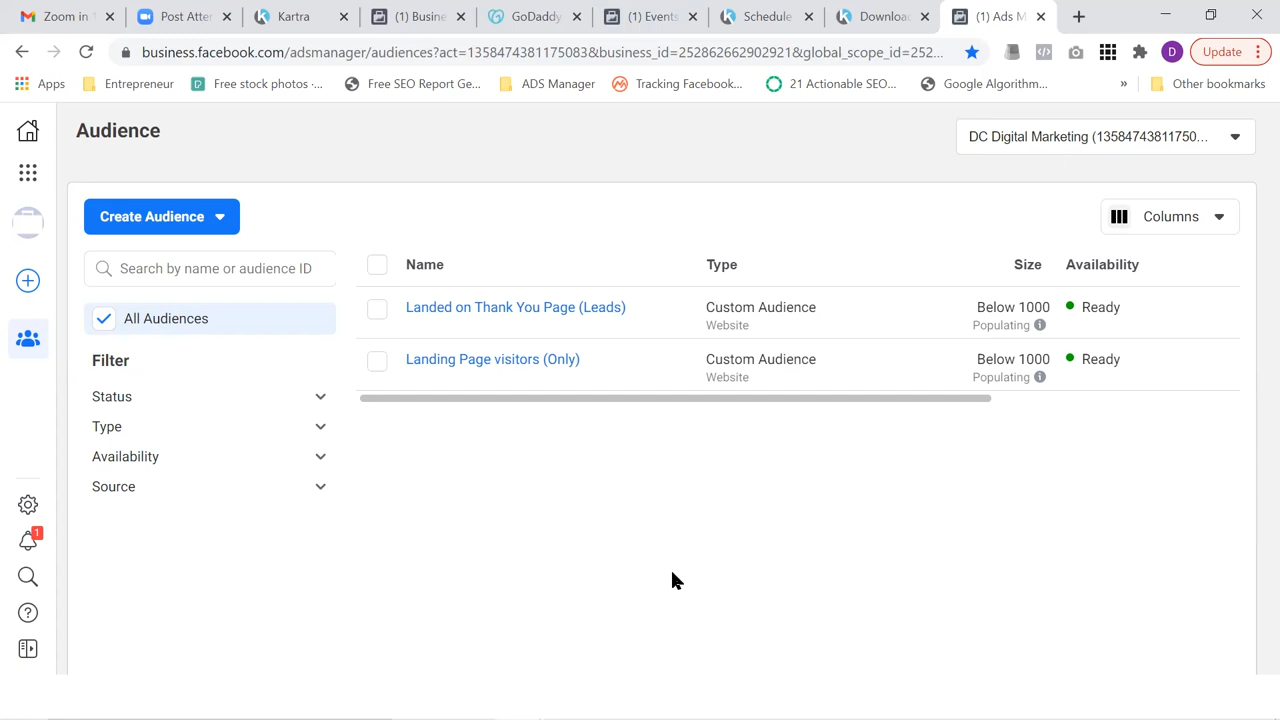 Zoom in 1
Post Atter
Kartra
(1) Busine
GoDaddy
(1) Events
Schedule
Downloac
(1) Ads M
business.facebook.com/adsmanager/audiences?act=1358474381175083&business_id=252862662902921&global_scope_id=252...
D
Update
Apps
Entrepreneur
Free stock photos ·...
Free SEO Report Ge...
ADS Manager
Tracking Facebook...
21 Actionable SEO...
Google Algorithm...
»
Other bookmarks
Audience
DC Digital Marketing (13584743811750...
Create Audience
Columns
Search by name or audience ID
Name
Type
Size
Availability
All Audiences
Landed on Thank You Page (Leads)
Custom Audience
Website
Below 1000
Populating
Ready
Filter
Landing Page visitors (Only)
Custom Audience
Website
Below 1000
Populating
Ready
Status
Type
Availability
Source
1